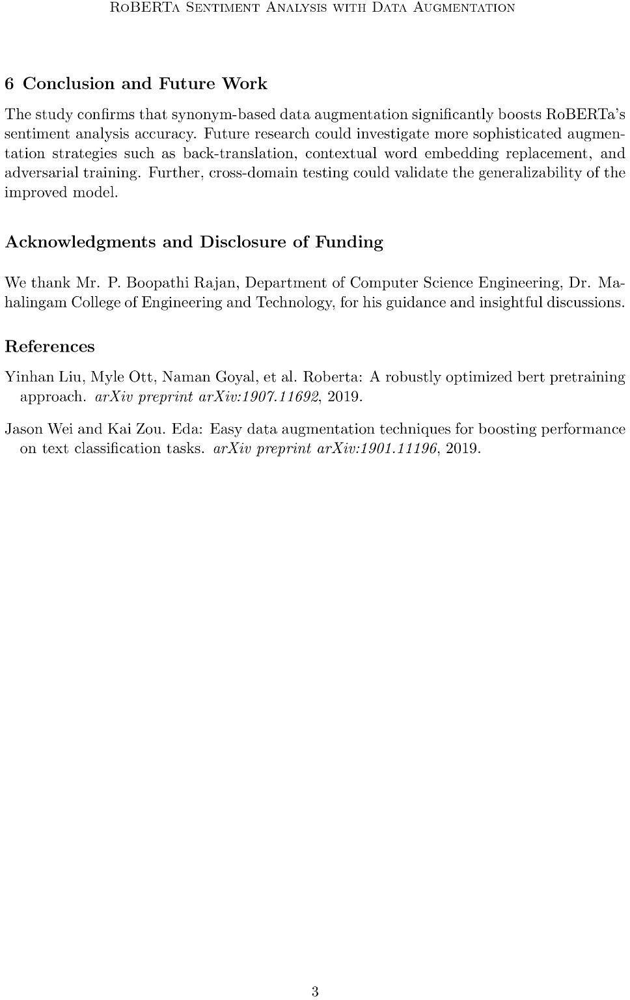 RoBERTa Sentiment Analysis with Data Augmentation
6 Conclusion and Future Work
The study confirms that synonym-based data augmentation significantly boosts RoBERTa's
sentiment analysis accuracy. Future research could investigate more sophisticated augmen-
tation strategies such as back-translation, contextual word embedding replacement, and
adversarial training. Further, cross-domain testing could validate the generalizability of the
improved model.
Acknowledgments and Disclosure of Funding
We thank Mr. P. Boopathi Rajan, Department of Computer Science Engineering, Dr. Ma-
halingam College of Engineering and Technology, for his guidance and insightful discussions.
References
Yinhan Liu, Myle Ott, Naman Goyal, et al. Roberta: A robustly optimized bert pretraining
approach. arXiv preprint arXiv:1907.11692, 2019.
Jason Wei and Kai Zou. Eda: Easy data augmentation techniques for boosting performance
on text classification tasks. arXiv preprint arXiv:1901.11196, 2019.
3